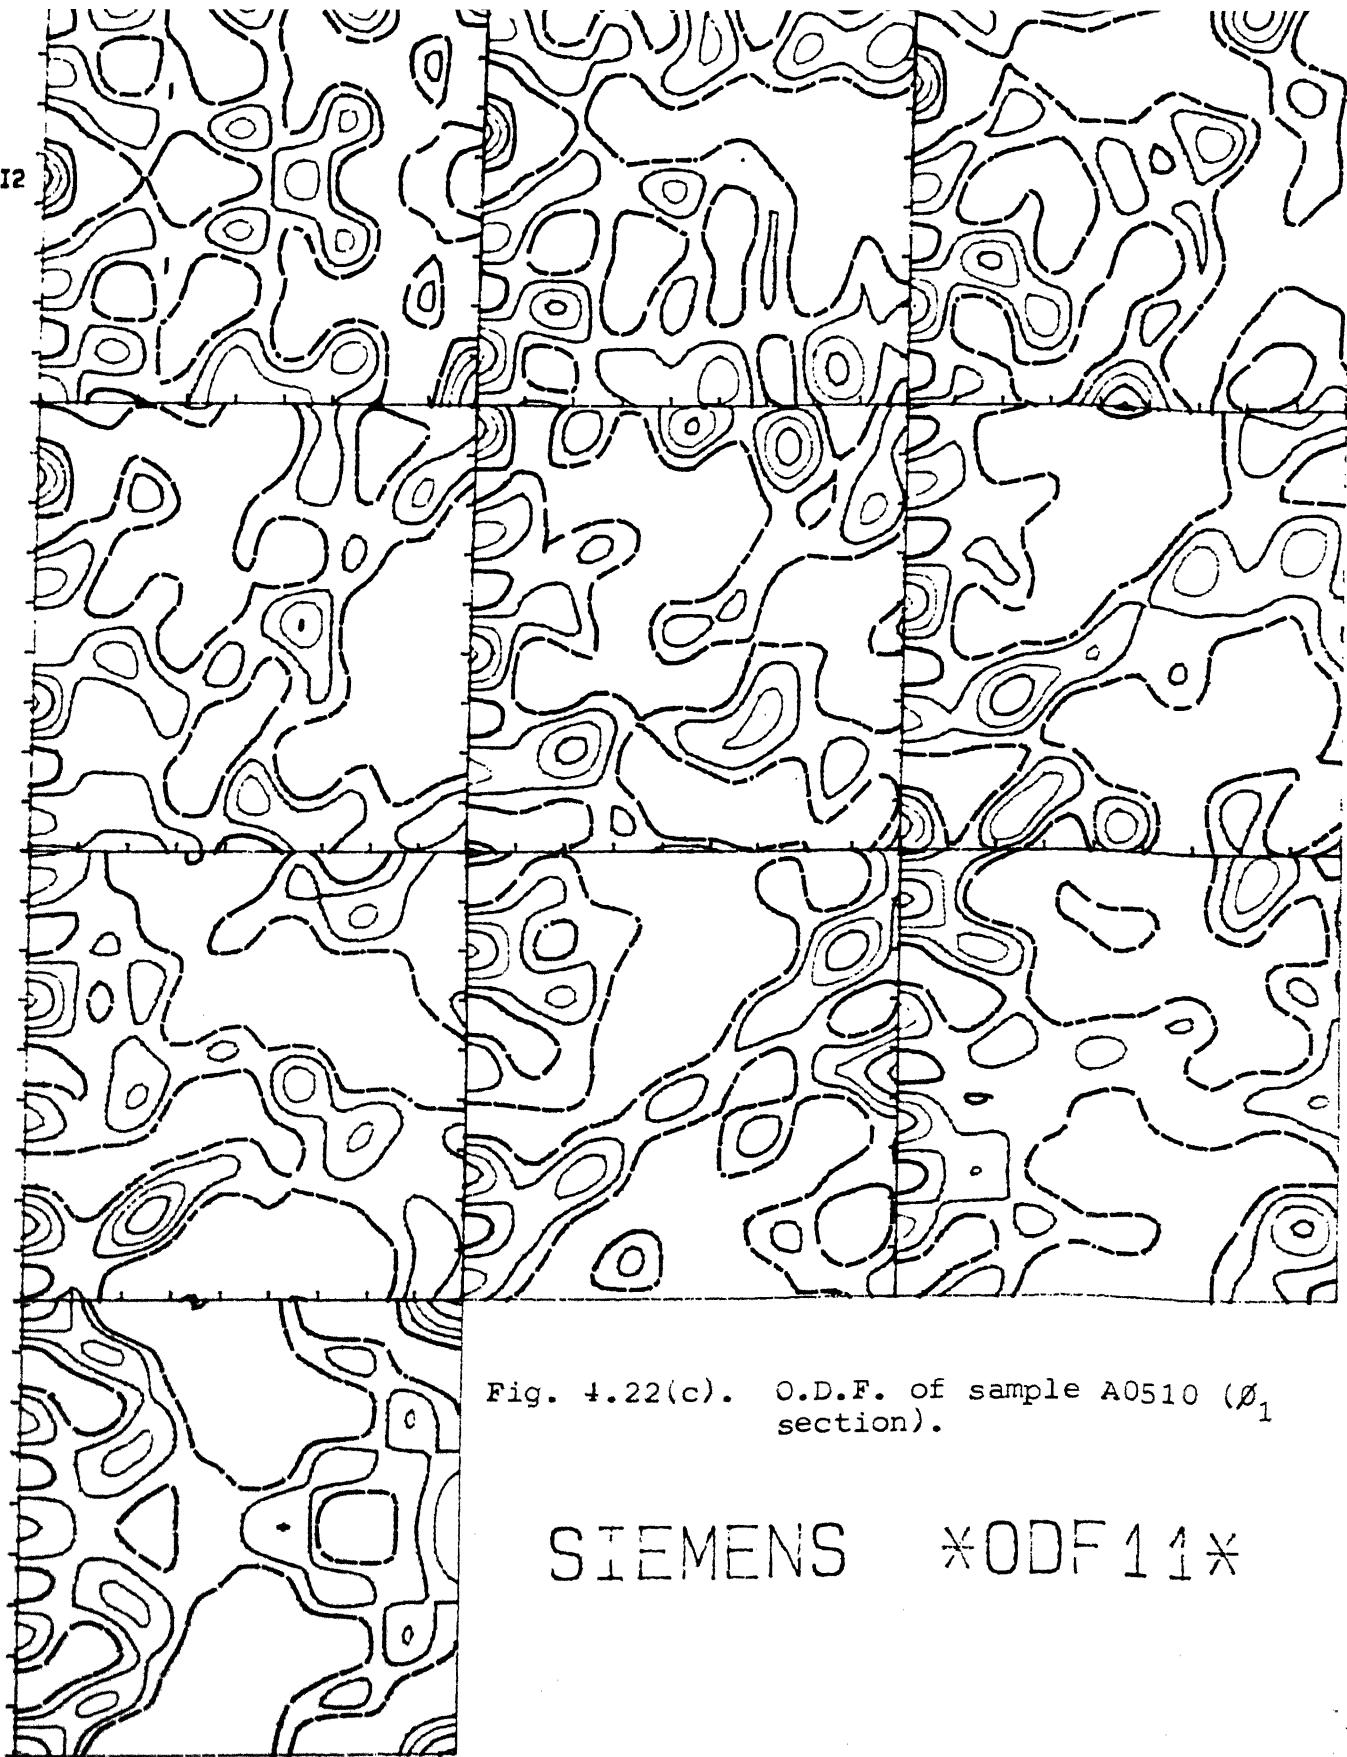 I2
Fig. 4.22(c). O.D.F. of sample A0510 (Ø1
section).
SIEMENS *ODF11*